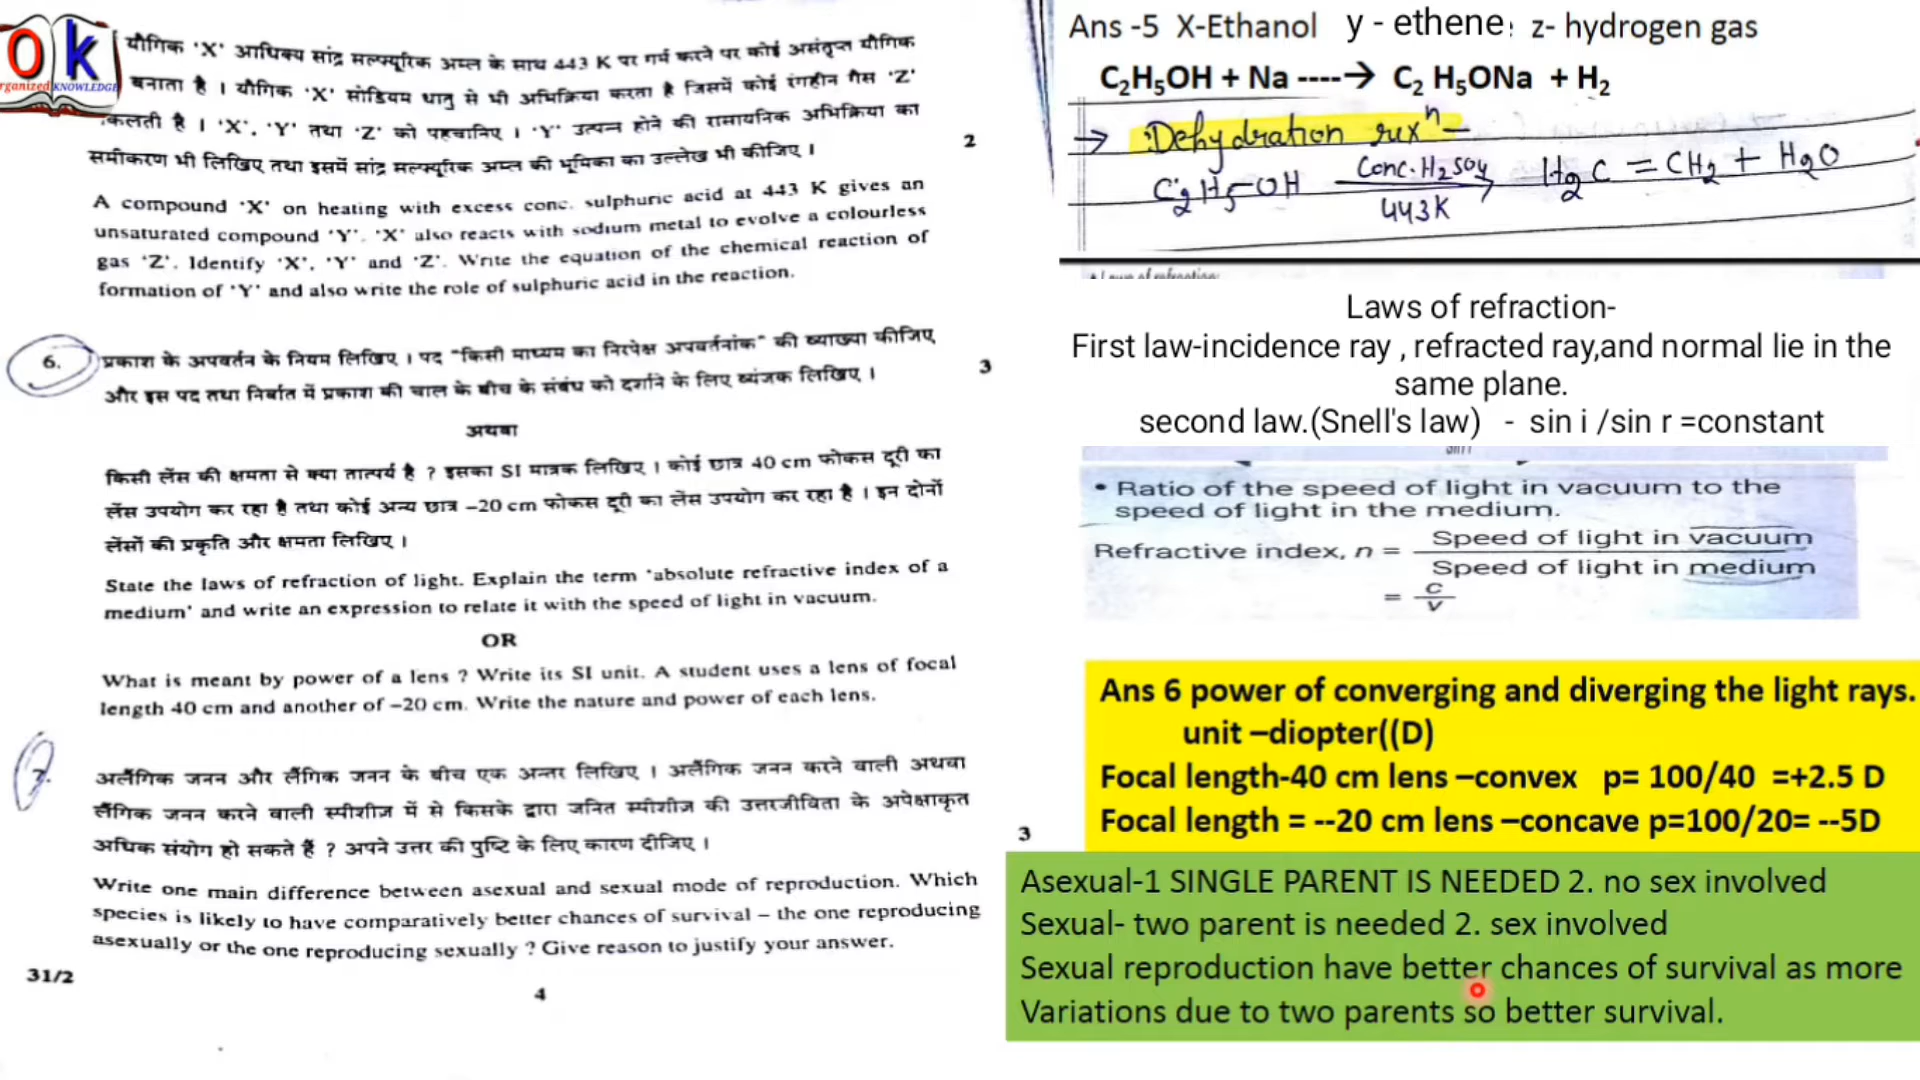 Ok
rganized KNOWLEDGE
यौगिक 'X' आधिक्य सांद्र सल्फ्यूरिक अम्ल के साथ 443 K पर गर्म करने पर कोई असंतृप्त यौगिक
बनाता है । यौगिक 'X' सोडियम धातु से भी अभिक्रिया करता है जिसमें कोई रंगहीन गैस 'Z'
कलती है । 'X', 'Y' तथा 'Z' को पहचानिए । 'Y' उत्पन्न होने की रासायनिक अभिक्रिया का
समीकरण भी लिखिए तथा इसमें सांद्र सल्फ्यूरिक अम्ल की भूमिका का उल्लेख भी कीजिए ।
2
A compound 'X' on heating with excess conc. sulphuric acid at 443 K gives an
unsaturated compound 'Y'. 'X' also reacts with sodium metal to evolve a colourless
gas 'Z'. Identify 'X', 'Y' and 'Z'. Write the equation of the chemical reaction of
formation of 'Y' and also write the role of sulphuric acid in the reaction.
6. प्रकाश के अपवर्तन के नियम लिखिए । पद "किसी माध्यम का निरपेक्ष अपवर्तनांक" की व्याख्या कीजिए
और इस पद तथा निर्वात में प्रकाश की चाल के बीच के संबंध को दर्शाने के लिए व्यंजक लिखिए ।
3
अथवा
किसी लेंस की क्षमता से क्या तात्पर्य है ? इसका SI मात्रक लिखिए । कोई छात्र 40 cm फोकस दूरी का
लेंस उपयोग कर रहा है तथा कोई अन्य छात्र –20 cm फोकस दूरी का लेंस उपयोग कर रहा है । इन दोनों
लेंसों की प्रकृति और क्षमता लिखिए ।
State the laws of refraction of light. Explain the term 'absolute refractive index of a
medium' and write an expression to relate it with the speed of light in vacuum.
OR
What is meant by power of a lens ? Write its SI unit. A student uses a lens of focal
length 40 cm and another of –20 cm. Write the nature and power of each lens.
7. अलैंगिक जनन और लैंगिक जनन के बीच एक अन्तर लिखिए । अलैंगिक जनन करने वाली अथवा
लैंगिक जनन करने वाली स्पीशीज़ में से किसके द्वारा जनित स्पीशीज़ की उत्तरजीविता के अपेक्षाकृत
अधिक संयोग हो सकते हैं ? अपने उत्तर की पुष्टि के लिए कारण दीजिए ।
3
Write one main difference between asexual and sexual mode of reproduction. Which
species is likely to have comparatively better chances of survival – the one reproducing
asexually or the one reproducing sexually ? Give reason to justify your answer.
31/2
4
Ans -5 X-Ethanol y - ethene z- hydrogen gas
C₂H₅OH + Na ----→ C₂ H₅ONa + H₂
→ Dehydration rexⁿ-
C₂H₅-OH Conc. H₂SO₄ H₂C = CH₂ + H₂O
443K
Laws of refraction-
First law-incidence ray , refracted ray,and normal lie in the
same plane.
second law.(Snell's law) - sin i /sin r =constant
• Ratio of the speed of light in vacuum to the
speed of light in the medium.
Refractive index, n = Speed of light in vacuum
Speed of light in medium
= c
v
Ans 6 power of converging and diverging the light rays.
unit –diopter((D)
Focal length-40 cm lens –convex p= 100/40 =+2.5 D
Focal length = --20 cm lens –concave p=100/20= --5D
Asexual-1 SINGLE PARENT IS NEEDED 2. no sex involved
Sexual- two parent is needed 2. sex involved
Sexual reproduction have better chances of survival as more
Variations due to two parents so better survival.